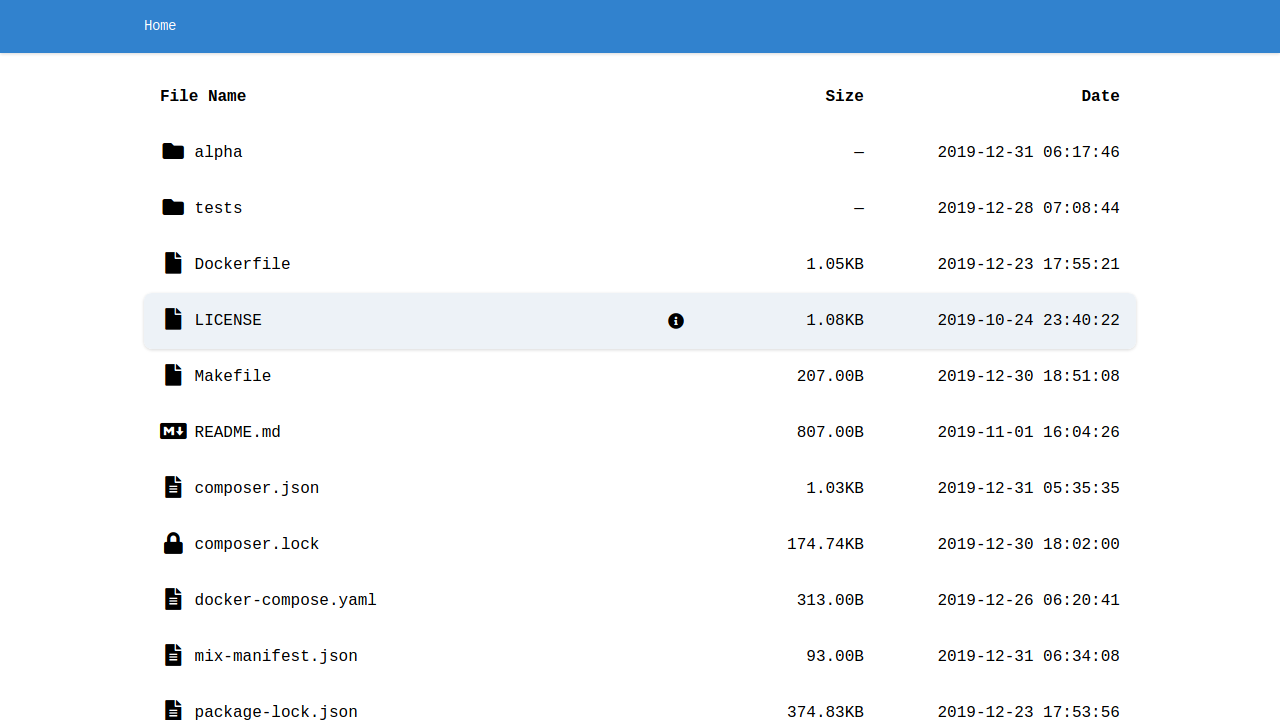 Home
File Name Size Date
alpha — 2019-12-31 06:17:46
tests — 2019-12-28 07:08:44
Dockerfile 1.05KB 2019-12-23 17:55:21
LICENSE 1.08KB 2019-10-24 23:40:22
Makefile 207.00B 2019-12-30 18:51:08
README.md 807.00B 2019-11-01 16:04:26
composer.json 1.03KB 2019-12-31 05:35:35
composer.lock 174.74KB 2019-12-30 18:02:00
docker-compose.yaml 313.00B 2019-12-26 06:20:41
mix-manifest.json 93.00B 2019-12-31 06:34:08
package-lock.json 374.83KB 2019-12-23 17:53:56